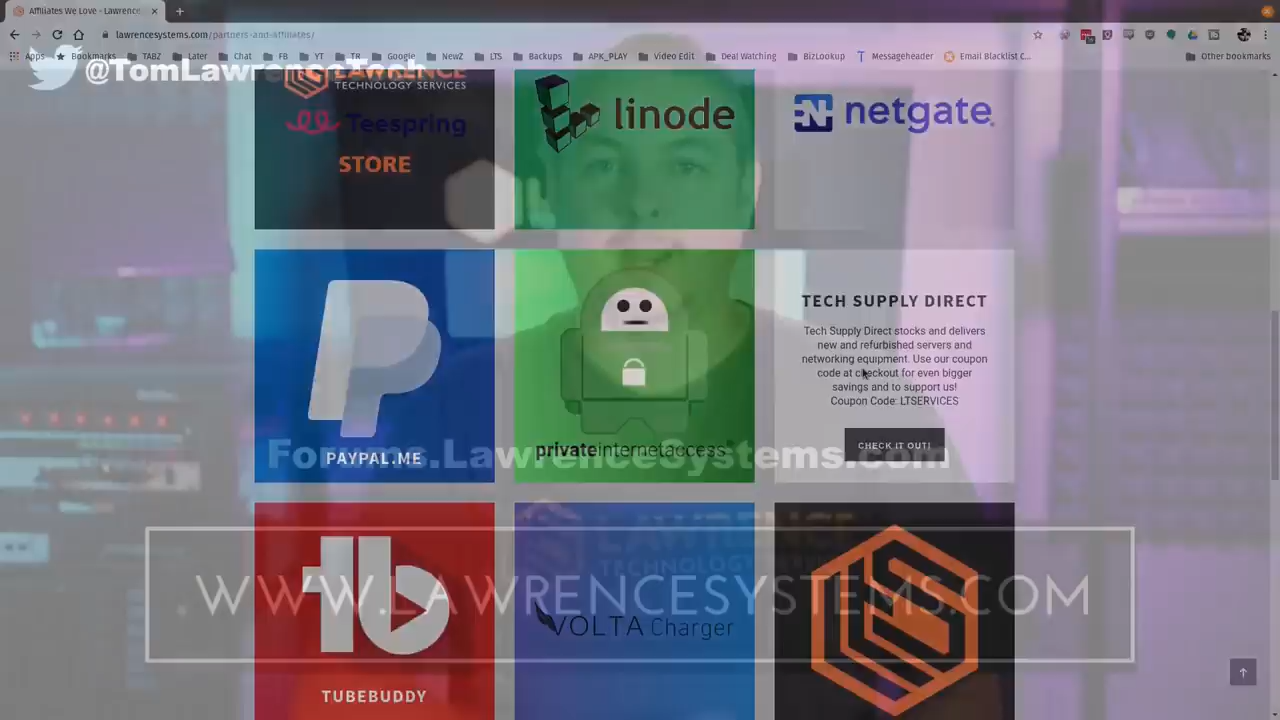 Affiliates We Love - Lawrence
lawrencesystems.com/partners-and-affiliates/
Apps Bookmarks TABZ Later Chat FB YT TR Google NewZ LTS Backups APK_PLAY Video Edit Deal Watching BizLookup Messageheader Email Blacklist C... Other bookmarks
@TomLawrenceTech
LAWRENCE
TECHNOLOGY SERVICES
Teespring
STORE
linode
netgate
PAYPAL.ME
privateinternetaccess
TECH SUPPLY DIRECT
Tech Supply Direct stocks and delivers
new and refurbished servers and
networking equipment. Use our coupon
code at checkout for even bigger
savings and to support us!
Coupon Code: LTSERVICES
CHECK IT OUT!
Forums.LawrenceSystems.com
LAWRENCE
TECHNOLOGY SERVICES
WWW.LAWRENCESYSTEMS.COM
TUBEBUDDY
VOLTA Charger